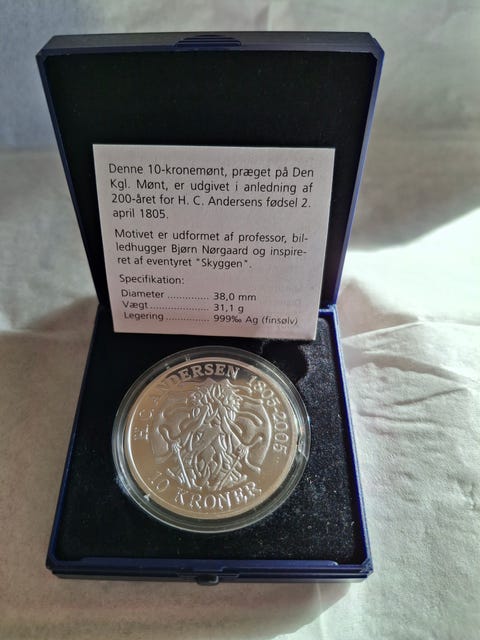 Denne 10-kronemønt, præget på Den
Kgl. Mønt, er udgivet i anledning af
200-året for H. C. Andersens fødsel 2.
april 1805.
Motivet er udformet af professor, bil-
ledhugger Bjørn Nørgaard og inspire-
ret af eventyret "Skyggen".
Specifikation:
Diameter .............. 38,0 mm
Vægt.................... 31,1 g
Legering ............... 999‰ Ag (finsølv)
H.C. ANDERSEN 1805-2005
10 KRONER